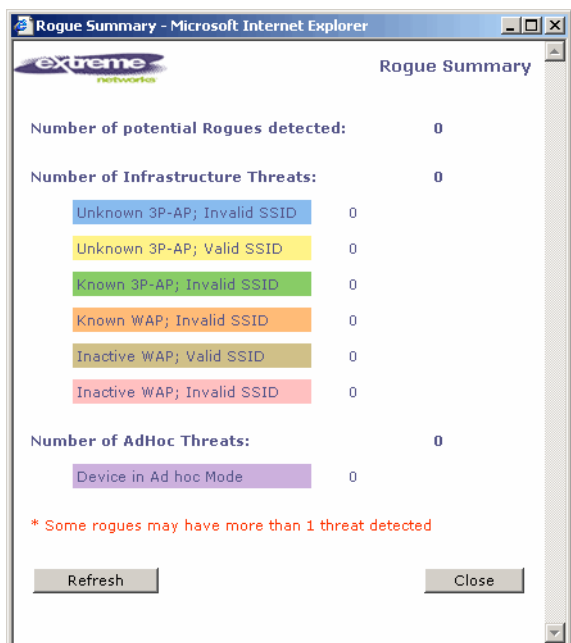 Rogue Summary - Microsoft Internet Explorer
extreme networks
Rogue Summary
Number of potential Rogues detected: 0
Number of Infrastructure Threats: 0
Unknown 3P-AP; Invalid SSID 0
Unknown 3P-AP; Valid SSID 0
Known 3P-AP; Invalid SSID 0
Known WAP; Invalid SSID 0
Inactive WAP; Valid SSID 0
Inactive WAP; Invalid SSID 0
Number of AdHoc Threats: 0
Device in Ad hoc Mode 0
* Some rogues may have more than 1 threat detected
Refresh Close